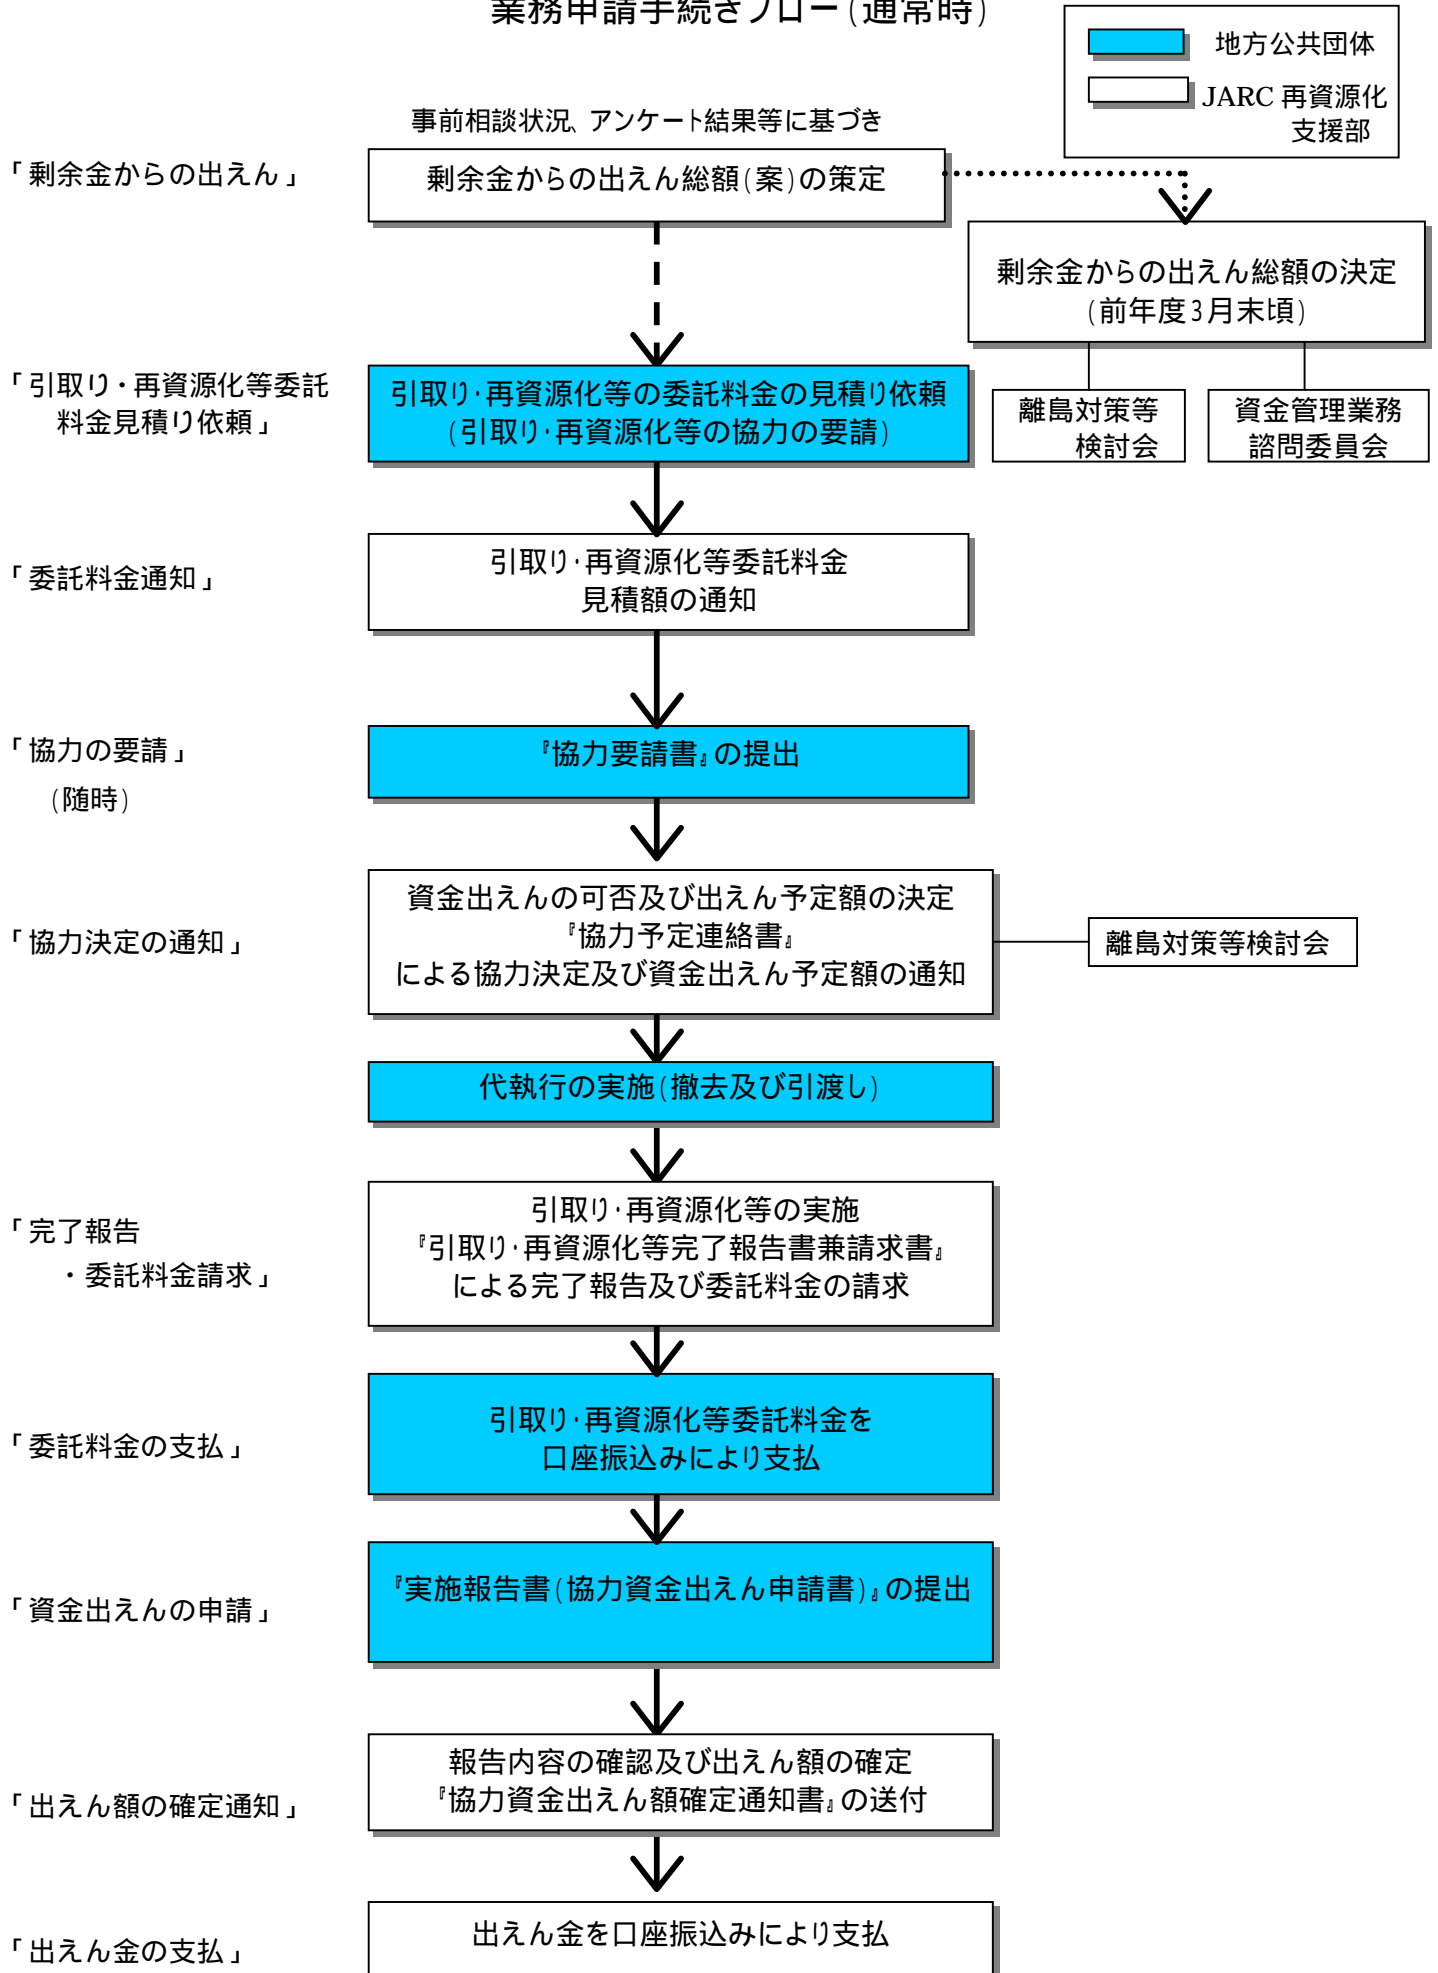 業務申請手続きフロー(通常時)
地方公共団体
JARC 再資源化
支援部
事前相談状況、アンケート結果等に基づき
「剰余金からの出えん」
剰余金からの出えん総額(案)の策定
剰余金からの出えん総額の決定
(前年度3月末頃)
離島対策等
検討会
資金管理業務
諮問委員会
「引取り・再資源化等委託
料金見積り依頼」
引取り・再資源化等の委託料金の見積り依頼
(引取り・再資源化等の協力の要請)
「委託料金通知」
引取り・再資源化等委託料金
見積額の通知
「協力の要請」
(随時)
『協力要請書』の提出
「協力決定の通知」
資金出えんの可否及び出えん予定額の決定
『協力予定連絡書』
による協力決定及び資金出えん予定額の通知
離島対策等検討会
代執行の実施(撤去及び引渡し)
「完了報告
・委託料金請求」
引取り・再資源化等の実施
『引取り・再資源化等完了報告書兼請求書』
による完了報告及び委託料金の請求
「委託料金の支払」
引取り・再資源化等委託料金を
口座振込みにより支払
「資金出えんの申請」
『実施報告書(協力資金出えん申請書)』の提出
「出えん額の確定通知」
報告内容の確認及び出えん額の確定
『協力資金出えん額確定通知書』の送付
「出えん金の支払」
出えん金を口座振込みにより支払